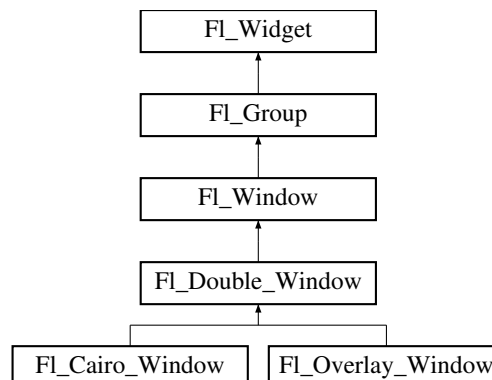 Fl_Widget
Fl_Group
Fl_Window
Fl_Double_Window
Fl_Cairo_Window
Fl_Overlay_Window